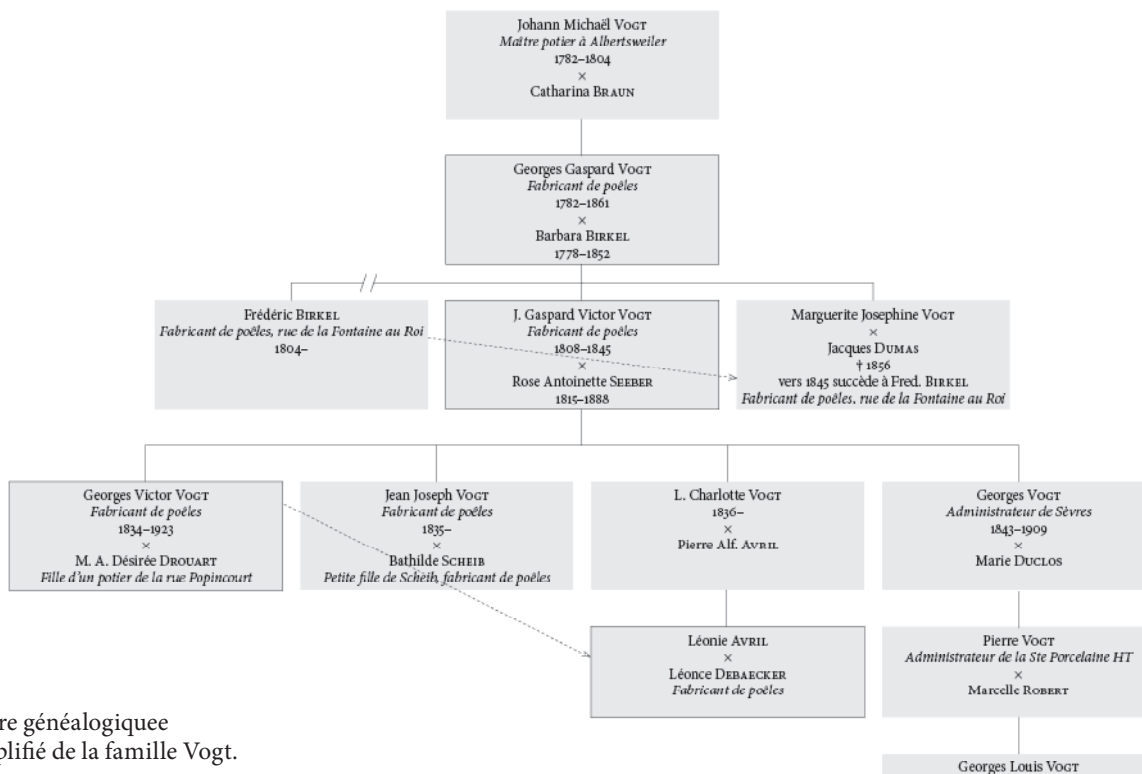 Johann Michaël Vogt
Maître potier à Albertsweiler
1782–1804
×
Catharina Braun
Georges Gaspard Vogt
Fabricant de poêles
1782–1861
×
Barbara Birkel
1778–1852
Frédéric Birkel
Fabricant de poêles, rue de la Fontaine au Roi
1804–
J. Gaspard Victor Vogt
Fabricant de poêles
1808–1845
×
Rose Antoinette Seeber
1815–1888
Marguerite Josephine Vogt
×
Jacques Dumas
† 1856
vers 1845 succède à Fred. Birkel
Fabricant de poêles, rue de la Fontaine au Roi
Georges Victor Vogt
Fabricant de poêles
1834–1923
×
M. A. Désirée Drouart
Fille d'un potier de la rue Popincourt
Jean Joseph Vogt
Fabricant de poêles
1835–
×
Bathilde Scheib
Petite fille de Scheib, fabricant de poêles
L. Charlotte Vogt
1836–
×
Pierre Alf. Avril
Georges Vogt
Administrateur de Sèvres
1843–1909
×
Marie Duclos
Léonie Avril
×
Léonce Debaecker
Fabricant de poêles
Pierre Vogt
Administrateur de la Ste Porcelaine HT
×
Marcelle Robert
Georges Louis Vogt
re généalogiquee
plifié de la famille Vogt.